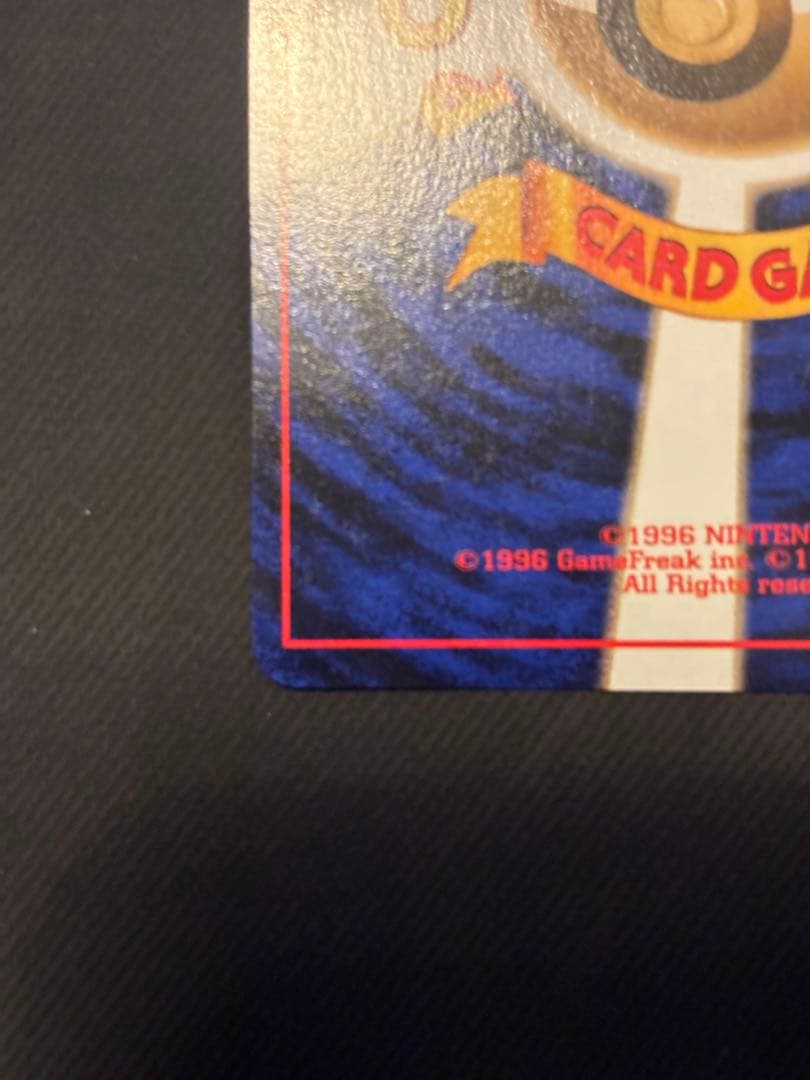 CARD GA
©1996 NINTEN
©1996 GameFreak inc. ©1
All Rights rese